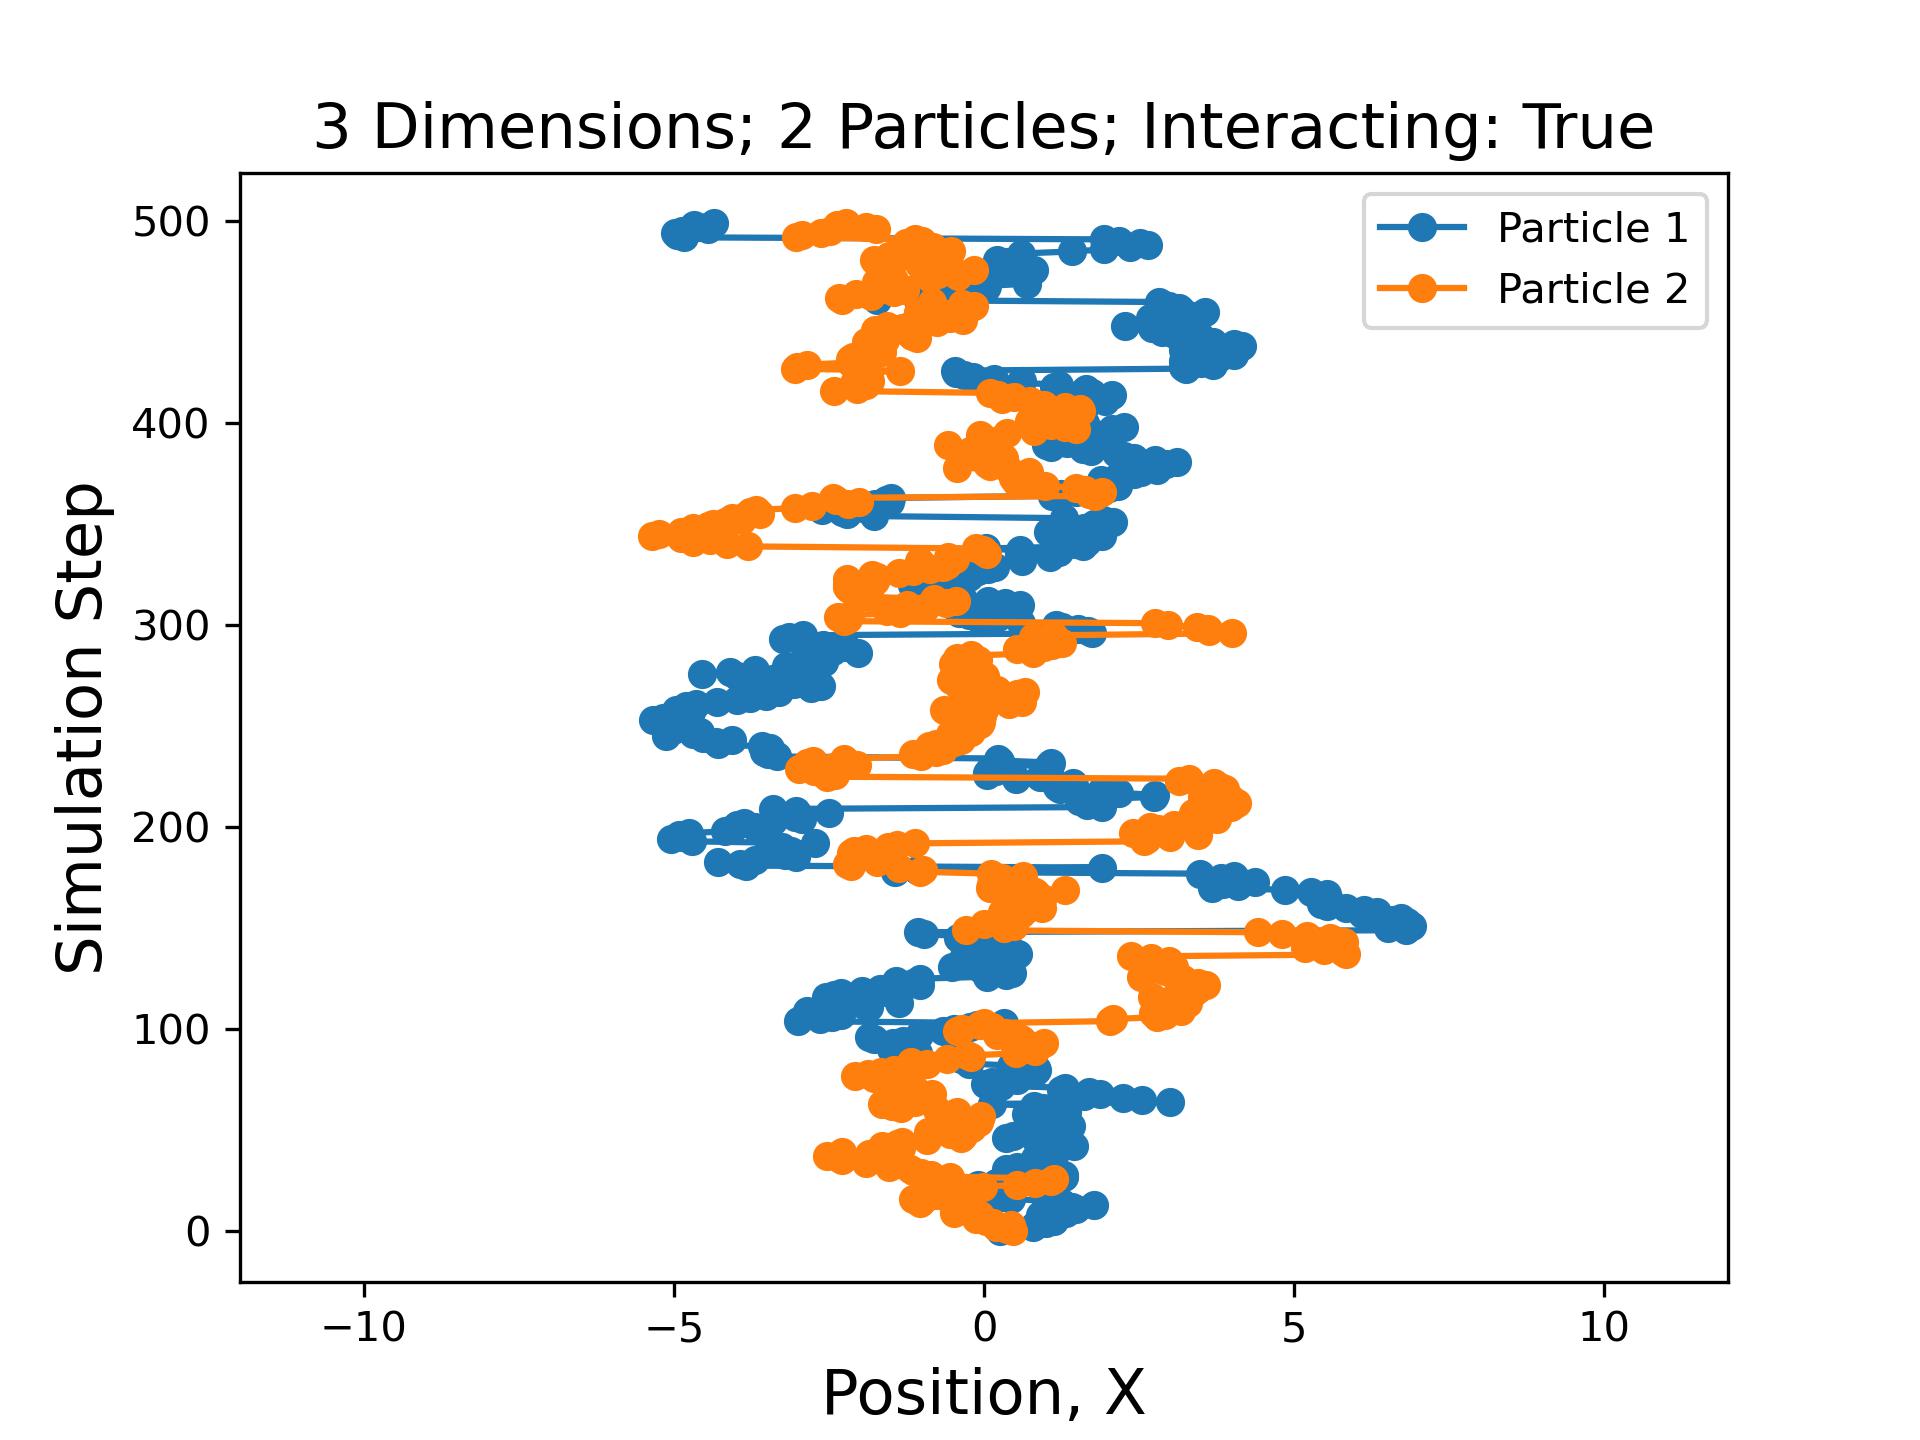 3 Dimensions; 2 Particles; Interacting: True
Particle 1
Particle 2
Simulation Step
500
400
300
200
100
0
−10
−5
0
5
10
Position, X